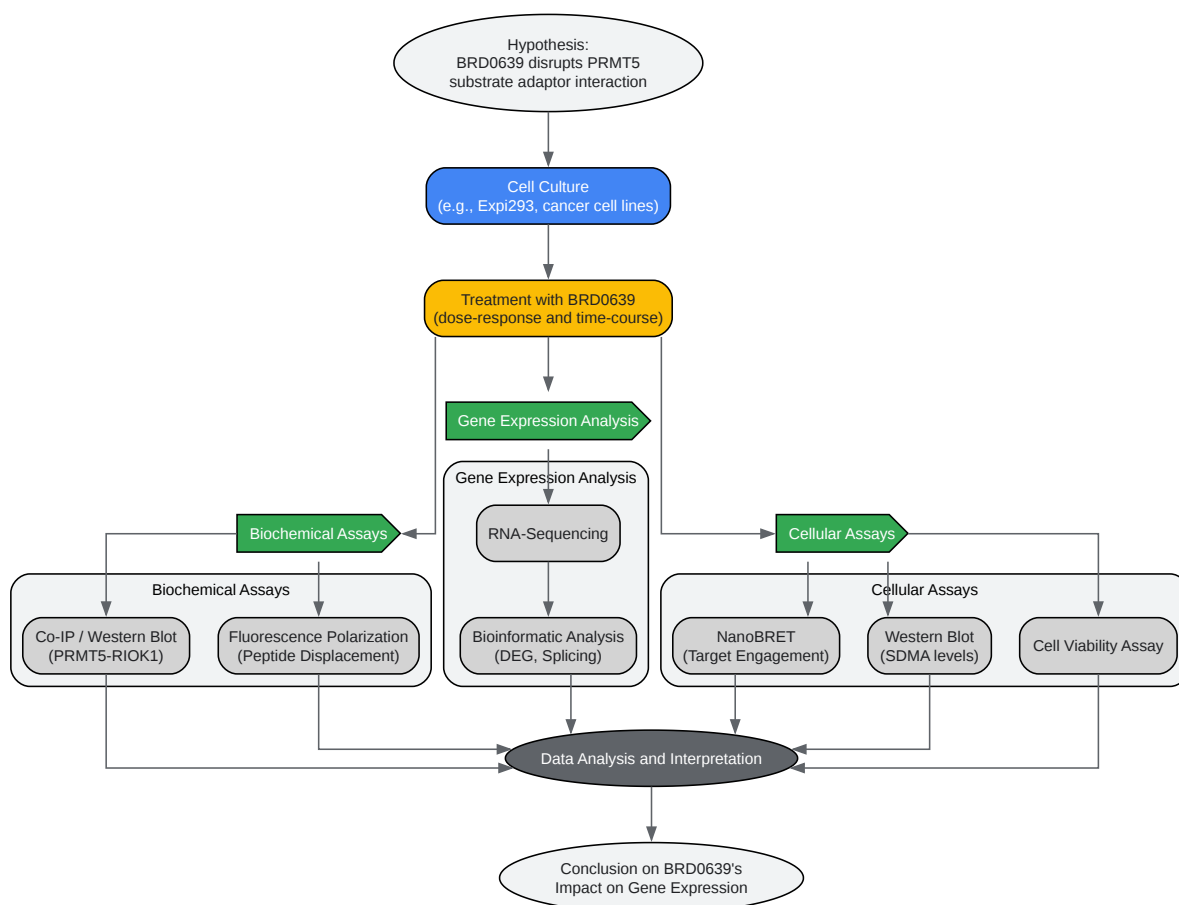 Hypothesis:
BRD0639 disrupts PRMT5
substrate adaptor interaction
Cell Culture
(e.g., Expi293, cancer cell lines)
Treatment with BRD0639
(dose-response and time-course)
Gene Expression Analysis
Gene Expression Analysis
RNA-Sequencing
Bioinformatic Analysis
(DEG, Splicing)
Biochemical Assays
Biochemical Assays
Co-IP / Western Blot
(PRMT5-RIOK1)
Fluorescence Polarization
(Peptide Displacement)
Cellular Assays
Cellular Assays
NanoBRET
(Target Engagement)
Western Blot
(SDMA levels)
Cell Viability Assay
Data Analysis and Interpretation
Conclusion on BRD0639's
Impact on Gene Expression